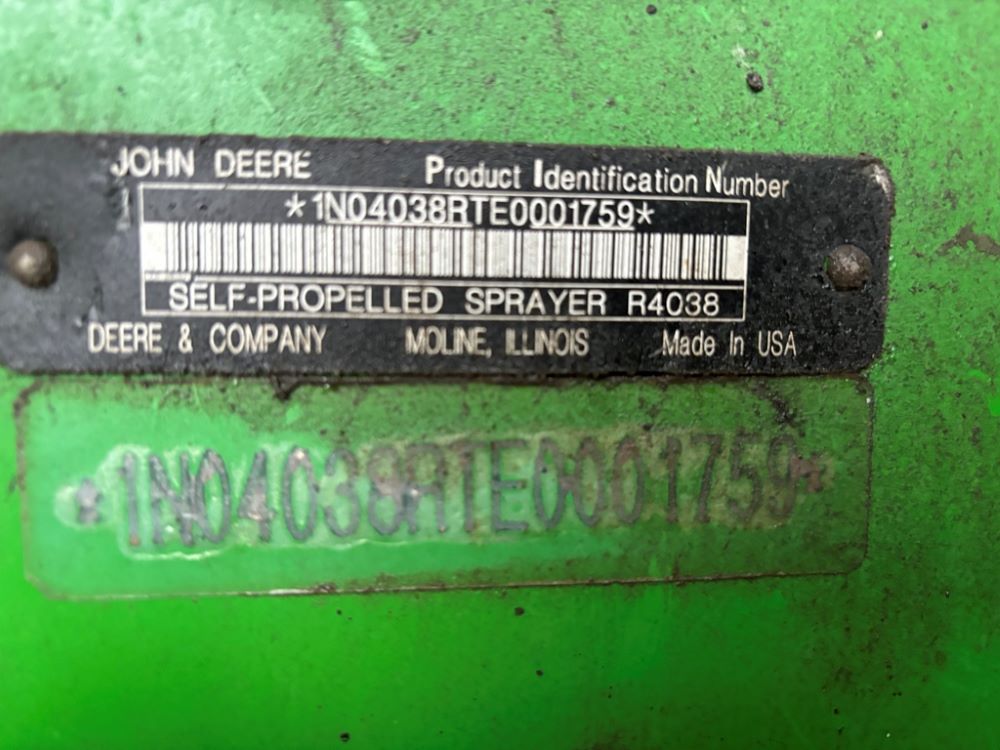 JOHN DEERE Product Identification Number
*1N04038RTE0001759*
SELF-PROPELLED SPRAYER R4038
DEERE & COMPANY MOLINE, ILLINOIS Made In USA
*1N04038RTE0001759*